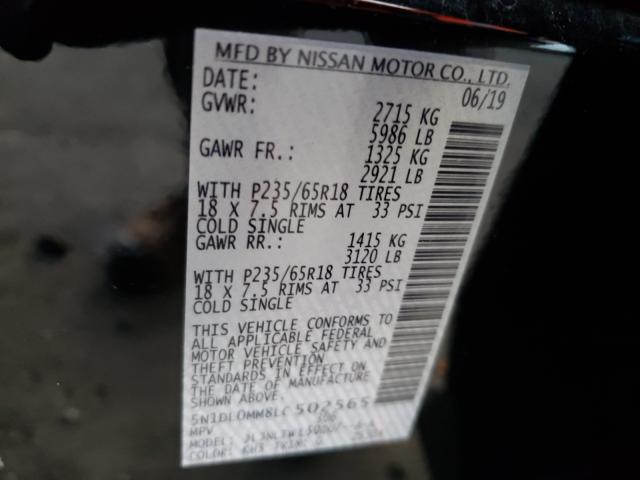 MFD BY NISSAN MOTOR CO., LTD.
DATE: 06/19
GVWR: 2715 KG
5986 LB
GAWR FR.: 1325 KG
2921 LB
WITH P235/65R18 TIRES
18 X 7.5 RIMS AT 33 PSI
COLD SINGLE
GAWR RR.: 1415 KG
3120 LB
WITH P235/65R18 TIRES
18 X 7.5 RIMS AT 33 PSI
COLD SINGLE
THIS VEHICLE CONFORMS TO
ALL APPLICABLE FEDERAL
MOTOR VEHICLE SAFETY AND
THEFT PREVENTION
STANDARDS IN EFFECT ON
THE DATE OF MANUFACTURE
SHOWN ABOVE.
5N1DL0MM8LC502565
MPV
MODEL:
COLOR: TRIM: